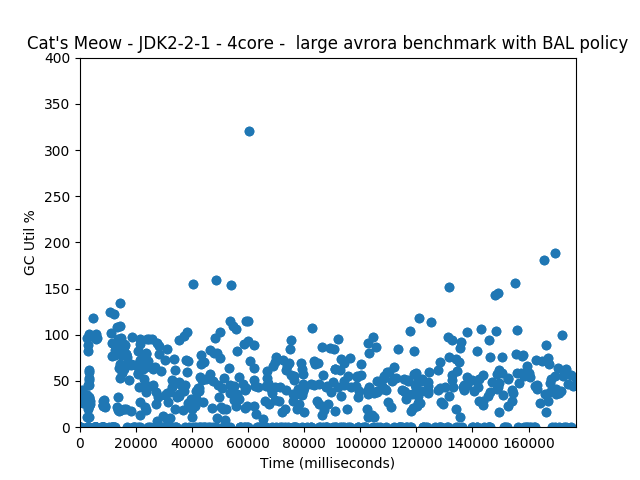 Cat's Meow - JDK2-2-1 - 4core -  large avrora benchmark with BAL policy
400
350
300
250
200
150
100
50
0
GC Util %
0 20000 40000 60000 80000 100000 120000 140000 160000
Time (milliseconds)